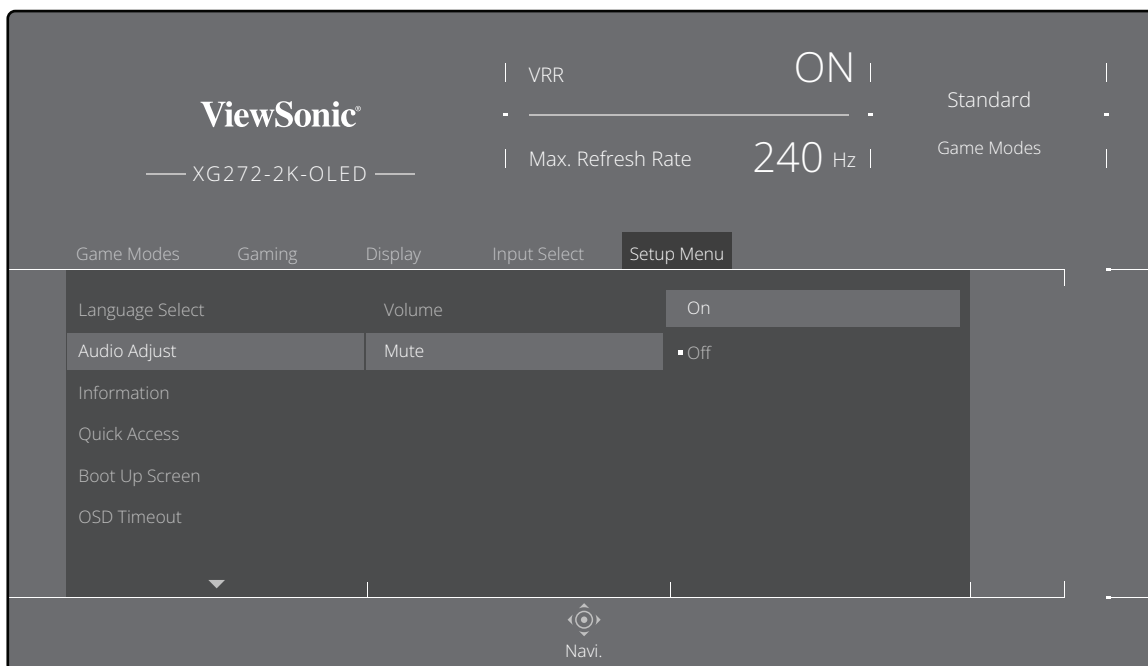 ViewSonic®
XG272-2K-OLED
VRR ON
Max. Refresh Rate 240 Hz
Standard
Game Modes
Game Modes Gaming Display Input Select Setup Menu
Language Select Volume On
Audio Adjust Mute Off
Information
Quick Access
Boot Up Screen
OSD Timeout
Navi.